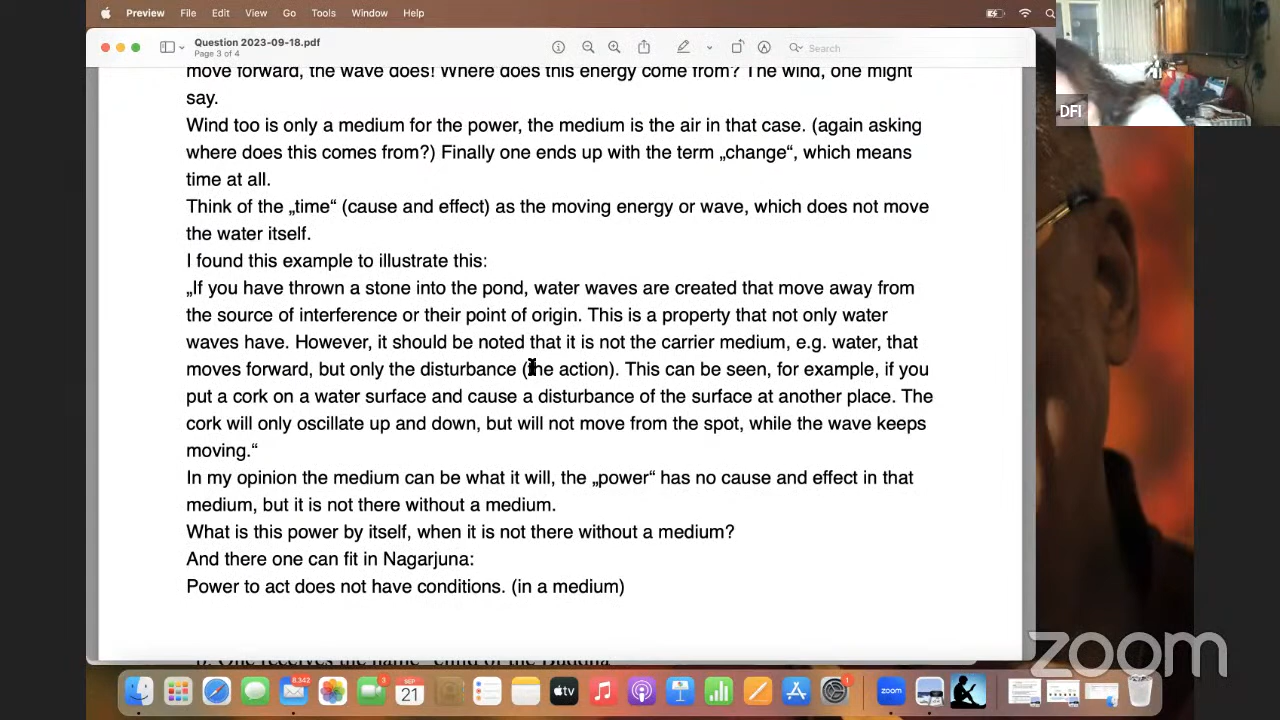 Preview File Edit View Go Tools Window Help
Question 2023-09-18.pdf
Page 3 of 4
Search
DFI
move forward, the wave does! Where does this energy come from? The wind, one might
say.
Wind too is only a medium for the power, the medium is the air in that case. (again asking
where does this comes from?) Finally one ends up with the term „change“, which means
time at all.
Think of the „time“ (cause and effect) as the moving energy or wave, which does not move
the water itself.
I found this example to illustrate this:
„If you have thrown a stone into the pond, water waves are created that move away from
the source of interference or their point of origin. This is a property that not only water
waves have. However, it should be noted that it is not the carrier medium, e.g. water, that
moves forward, but only the disturbance (the action). This can be seen, for example, if you
put a cork on a water surface and cause a disturbance of the surface at another place. The
cork will only oscillate up and down, but will not move from the spot, while the wave keeps
moving.“
In my opinion the medium can be what it will, the „power“ has no cause and effect in that
medium, but it is not there without a medium.
What is this power by itself, when it is not there without a medium?
And there one can fit in Nagarjuna:
Power to act does not have conditions. (in a medium)
zoom
8,342
3
SEP
21
tv
zoom
1